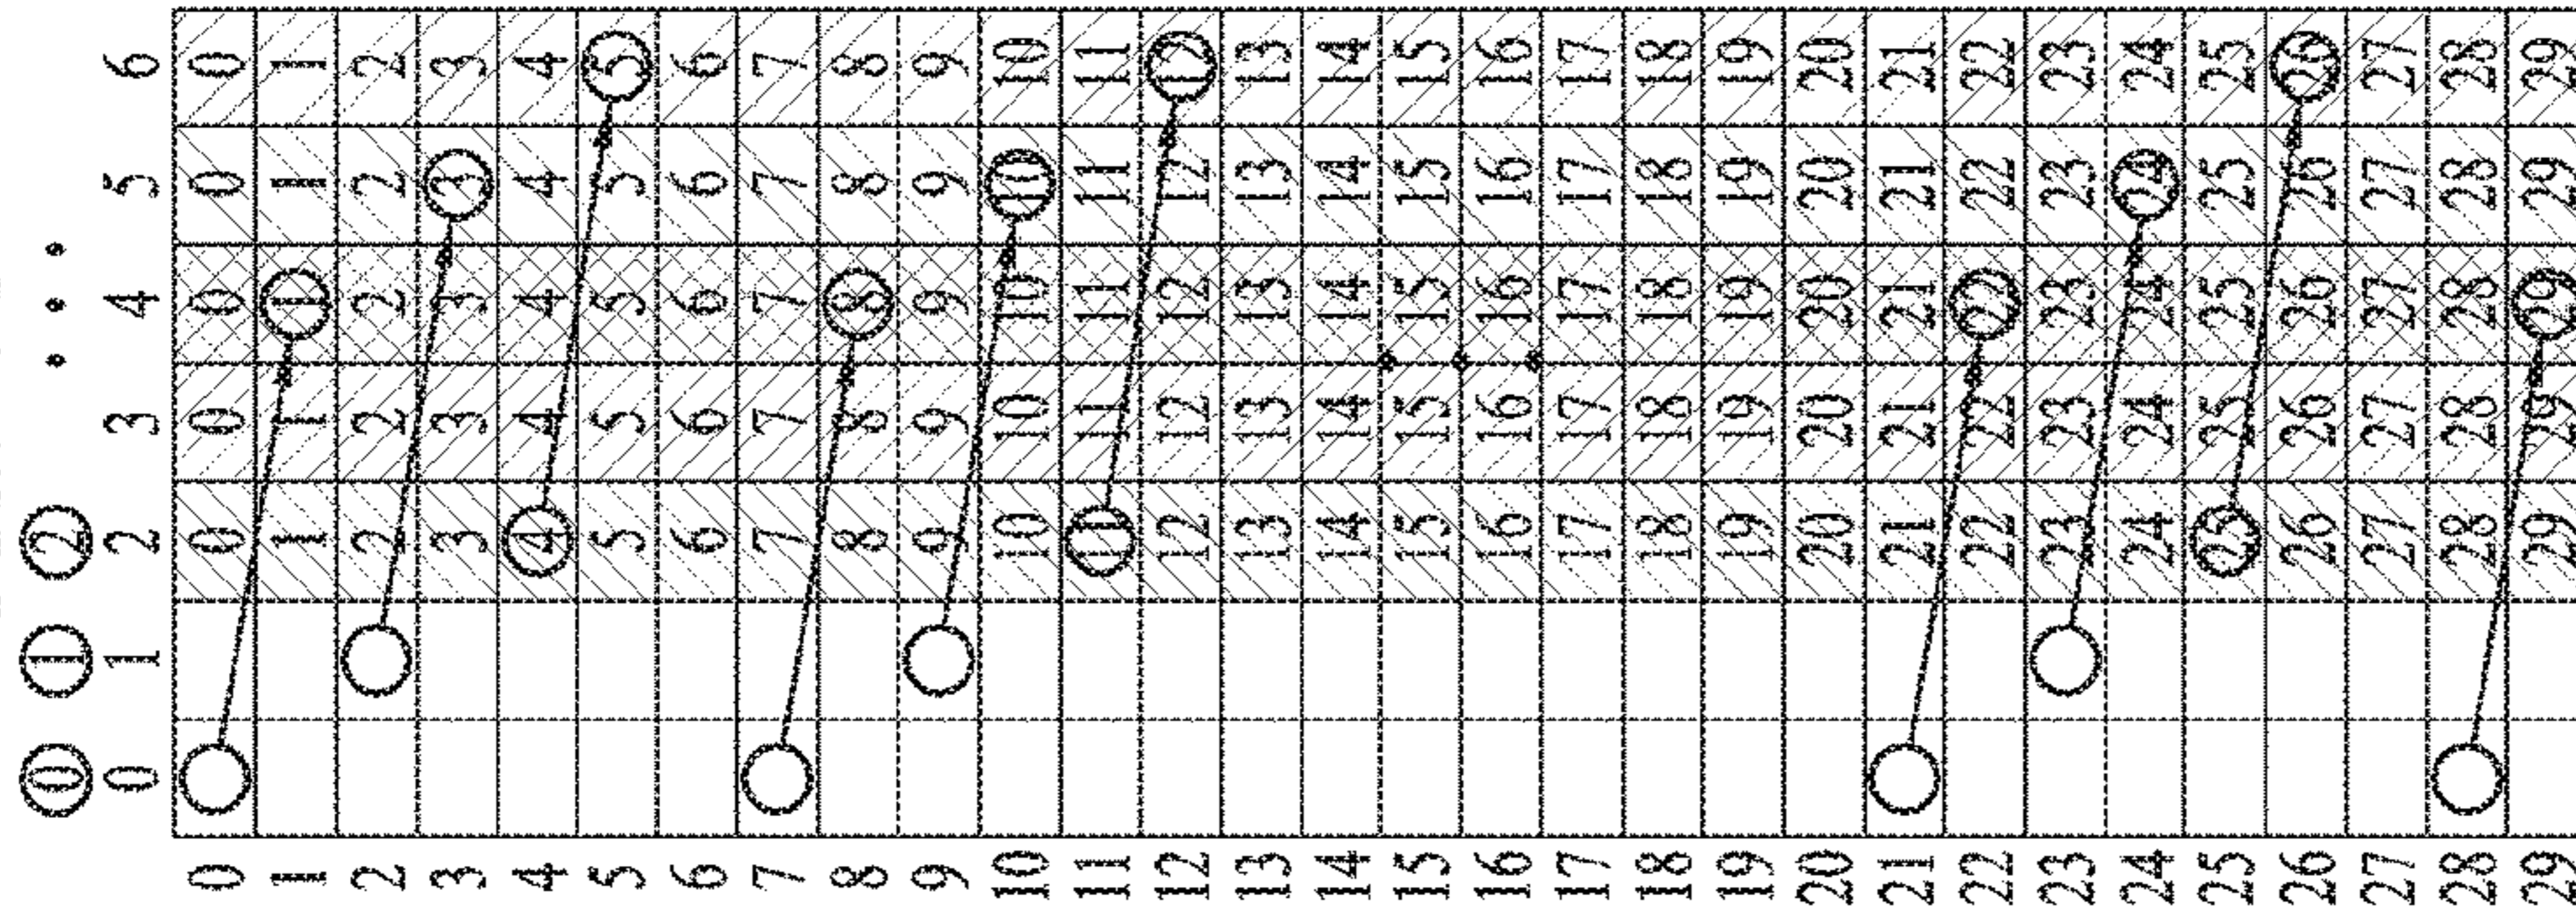 ⓪ ① ② • • •
0 1 2 3 4 5 6
0 0 0 0 0 0
1 1 1 1 1 1
2 2 2 2 2 2
3 3 3 3 3 3
4 4 4 4 4 4
5 5 5 5 5 5
6 6 6 6 6 6
7 7 7 7 7 7
8 8 8 8 8 8
9 9 9 9 9 9
10 10 10 10 10 10
11 11 11 11 11 11
12 12 12 12 12 12
13 13 13 13 13 13
14 14 14 14 14 14
15 15 15 15 15 15
16 16 16 16 16 16
17 17 17 17 17 17
18 18 18 18 18 18
19 19 19 19 19 19
20 20 20 20 20 20
21 21 21 21 21 21
22 22 22 22 22 22
23 23 23 23 23 23
24 24 24 24 24 24
25 25 25 25 25 25
26 26 26 26 26 26
27 27 27 27 27 27
28 28 28 28 28 28
29 29 29 29 29 29